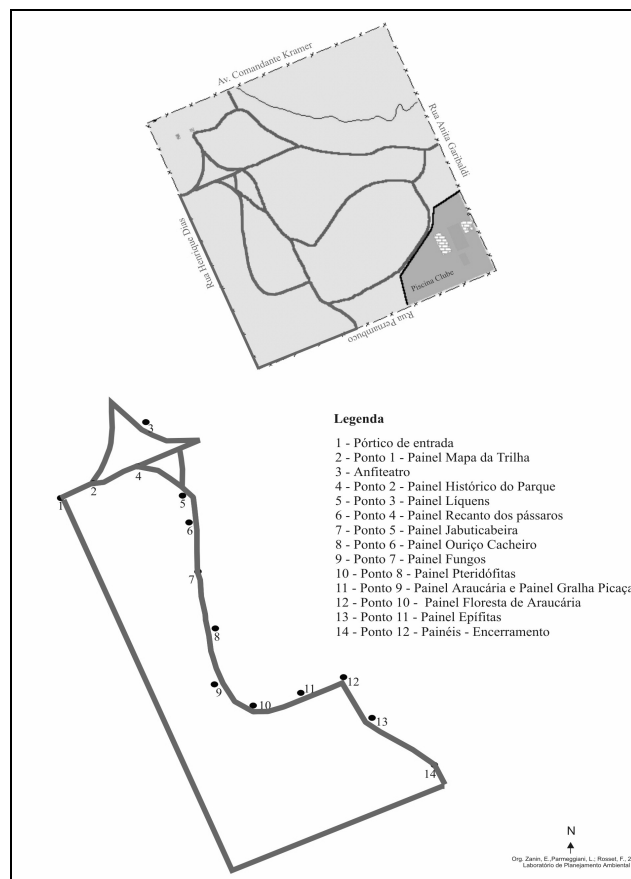 Av. Comandante Kramer
Rua Anita Garibaldi
Rua Henrique Dias
Piscina Clube
Rua Pernambuco
Legenda
1 - Pórtico de entrada
2 - Ponto 1 - Painel Mapa da Trilha
3 - Anfiteatro
4 - Ponto 2 - Painel Histórico do Parque
5 - Ponto 3 - Painel Líquens
6 - Ponto 4 - Painel Recanto dos pássaros
7 - Ponto 5 - Painel Jabuticabeira
8 - Ponto 6 - Painel Ouriço Cacheiro
9 - Ponto 7 - Painel Fungos
10 - Ponto 8 - Painel Pteridófitas
11 - Ponto 9 - Painel Araucária e Painel Gralha Picaça
12 - Ponto 10 - Painel Floresta de Araucária
13 - Ponto 11 - Painel Epífitas
14 - Ponto 12 - Painéis - Encerramento
3
4
2
1
5
6
7
8
9
10
11
12
13
14
N
Org. Zanin, E.,Parmeggiani, L.; Rosset, F., 2
Laboratório de Planejamento Ambiental